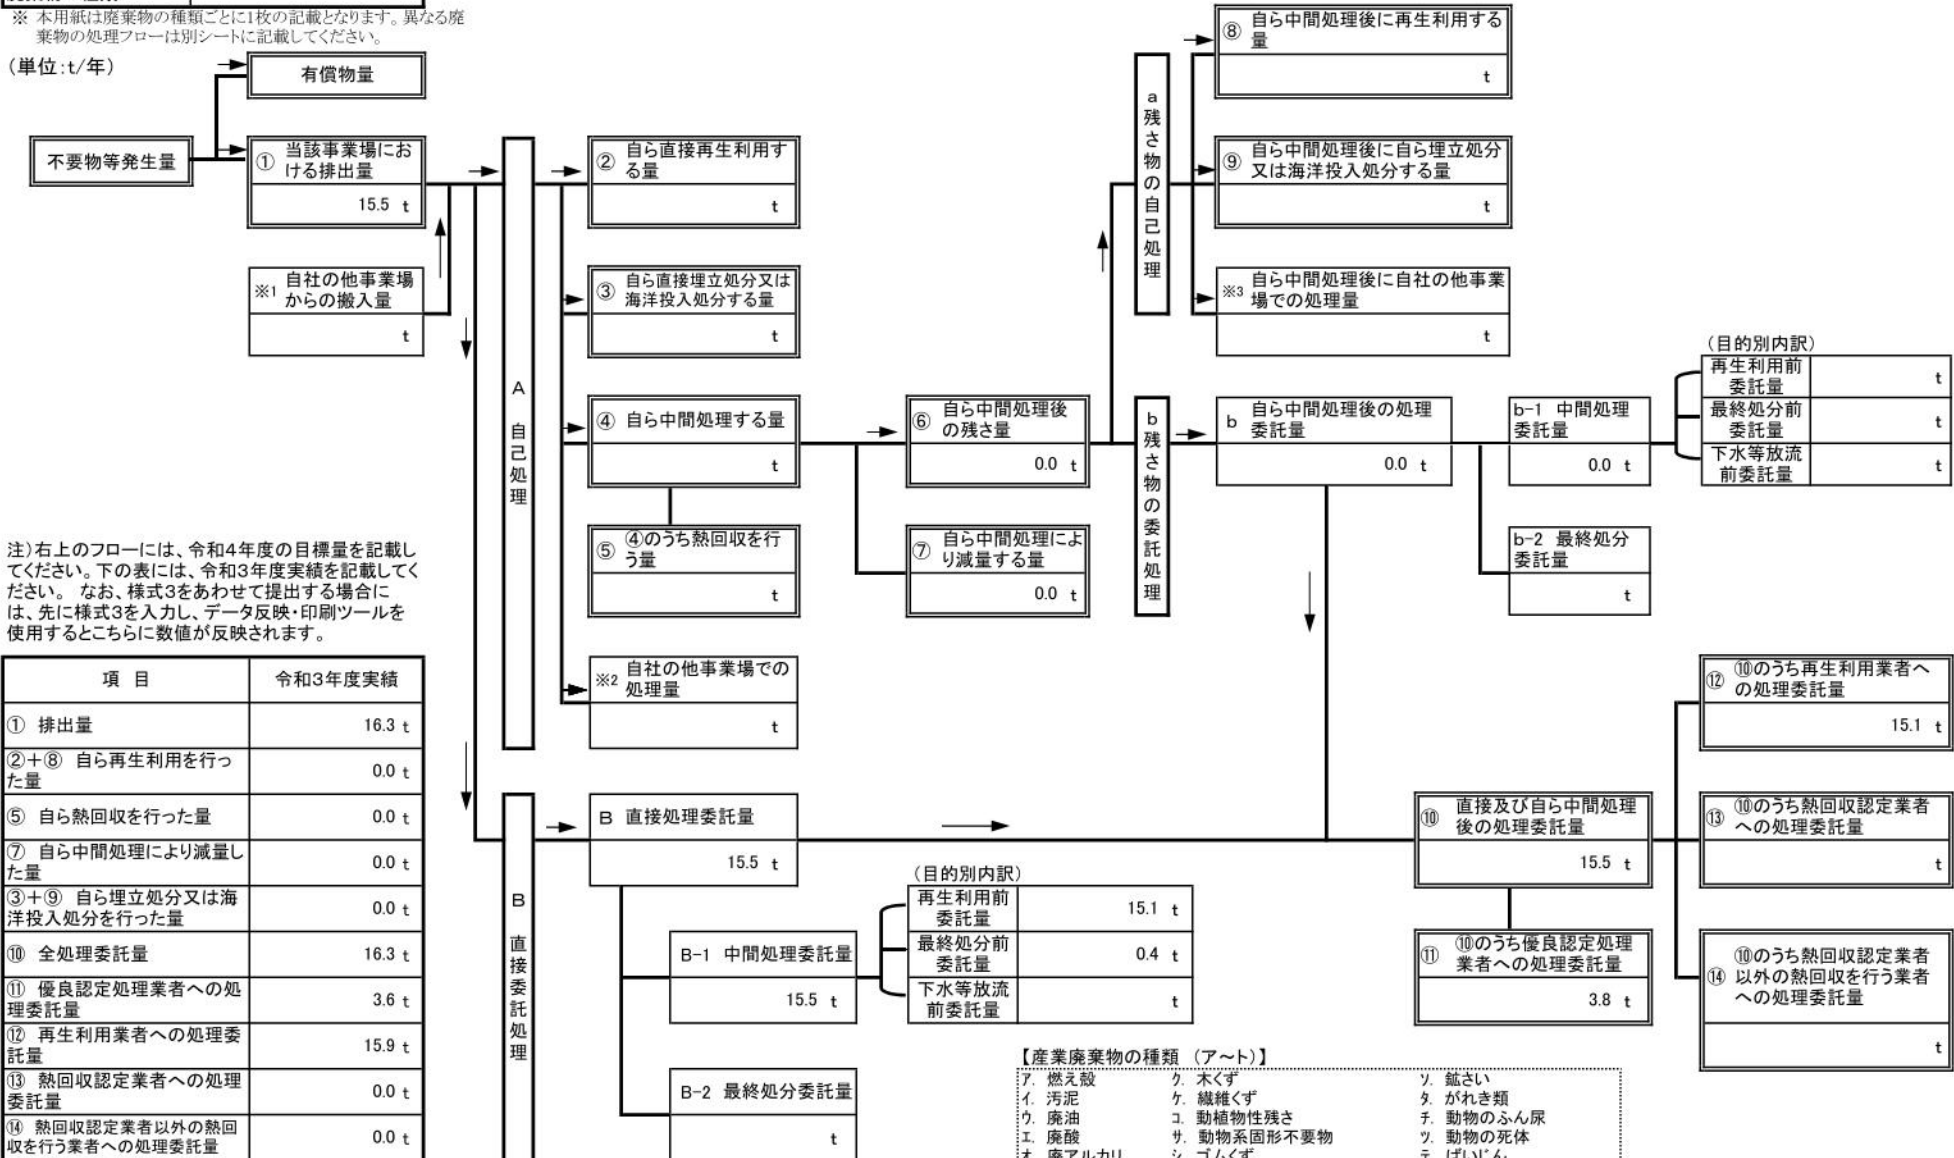 ※ 本用紙は廃棄物の種類ごとに1枚の記載となります。異なる廃
棄物の処理フローは別シートに記載してください。
（単位:t/年）
有償物量
不要物等発生量
① 当該事業場にお
ける排出量
15.5 t
※1 自社の他事業場
からの搬入量
t
A 自己処理
② 自ら直接再生利用す
る量
t
③ 自ら直接埋立処分又は
海洋投入処分する量
t
④ 自ら中間処理する量
t
⑤ ④のうち熱回収を行
う量
t
※2 自社の他事業場での
処理量
t
⑥ 自ら中間処理後
の残さ量
0.0 t
⑦ 自ら中間処理によ
り減量する量
0.0 t
a 残さ物の自己処理
⑧ 自ら中間処理後に再生利用する
量
t
⑨ 自ら中間処理後に自ら埋立処分
又は海洋投入処分する量
t
※3 自ら中間処理後に自社の他事業
場での処理量
t
b 残さ物の委託処理
b 自ら中間処理後の処理
委託量
0.0 t
b-1 中間処理
委託量
0.0 t
（目的別内訳）
再生利用前
委託量
t
最終処分前
委託量
t
下水等放流
前委託量
t
b-2 最終処分
委託量
t
注）右上のフローには、令和4年度の目標量を記載し
てください。下の表には、令和3年度実績を記載してく
ださい。 なお、様式3をあわせて提出する場合に
は、先に様式3を入力し、データ反映・印刷ツールを
使用するとこちらに数値が反映されます。
項 目 令和3年度実績
① 排出量 16.3 t
②＋⑧ 自ら再生利用を行っ
た量 0.0 t
⑤ 自ら熱回収を行った量 0.0 t
⑦ 自ら中間処理により減量し
た量 0.0 t
③＋⑨ 自ら埋立処分又は海
洋投入処分を行った量 0.0 t
⑩ 全処理委託量 16.3 t
⑪ 優良認定処理業者への処
理委託量 3.6 t
⑫ 再生利用業者への処理委
託量 15.9 t
⑬ 熱回収認定業者への処理
委託量 0.0 t
⑭ 熱回収認定業者以外の熱回
収を行う業者への処理委託量 0.0 t
B 直接委託処理
B 直接処理委託量
15.5 t
B-1 中間処理委託量
15.5 t
（目的別内訳）
再生利用前
委託量
15.1 t
最終処分前
委託量
0.4 t
下水等放流
前委託量
t
B-2 最終処分委託量
t
⑩ 直接及び自ら中間処理
後の処理委託量
15.5 t
⑪ ⑩のうち優良認定処理
業者への処理委託量
3.8 t
⑫ ⑩のうち再生利用業者へ
の処理委託量
15.1 t
⑬ ⑩のうち熱回収認定業者
への処理委託量
t
⑭ ⑩のうち熱回収認定業者
以外の熱回収を行う業者
への処理委託量
t
【産業廃棄物の種類 （ア～ト）】
ア. 燃え殻 ク. 木くず ソ. 鉱さい
イ. 汚泥 ケ. 繊維くず タ. がれき類
ウ. 廃油 コ. 動植物性残さ チ. 動物のふん尿
エ. 廃酸 サ. 動物系固形不要物 ツ. 動物の死体
オ. 廃アルカリ シ. ゴムくず テ. ばいじん